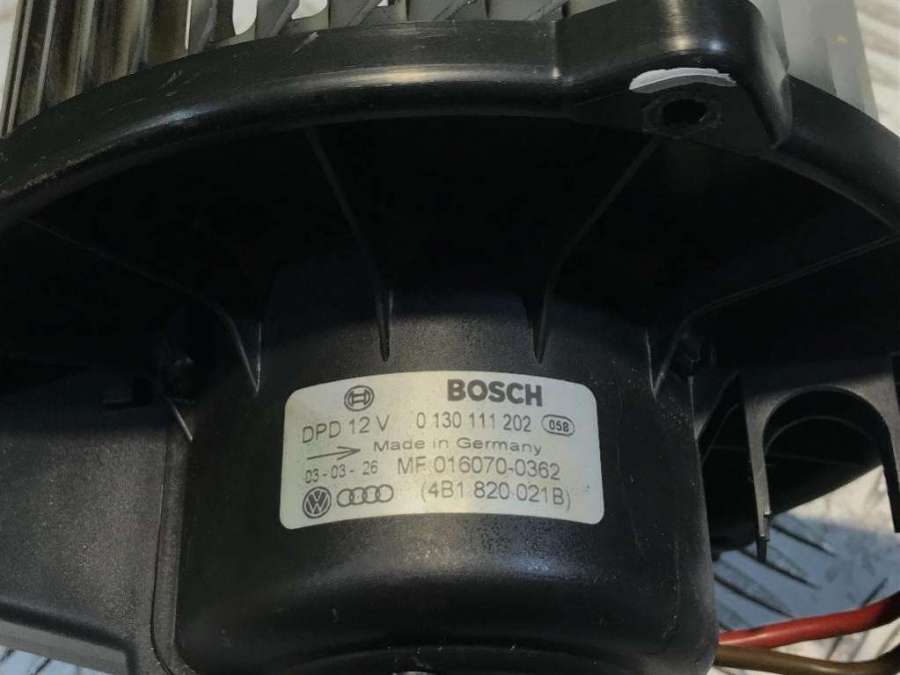 BOSCH
DPD 12 V 0 130 111 202 058
Made in Germany
03-03-26 MF 016070-0362
(4B1 820 021B)